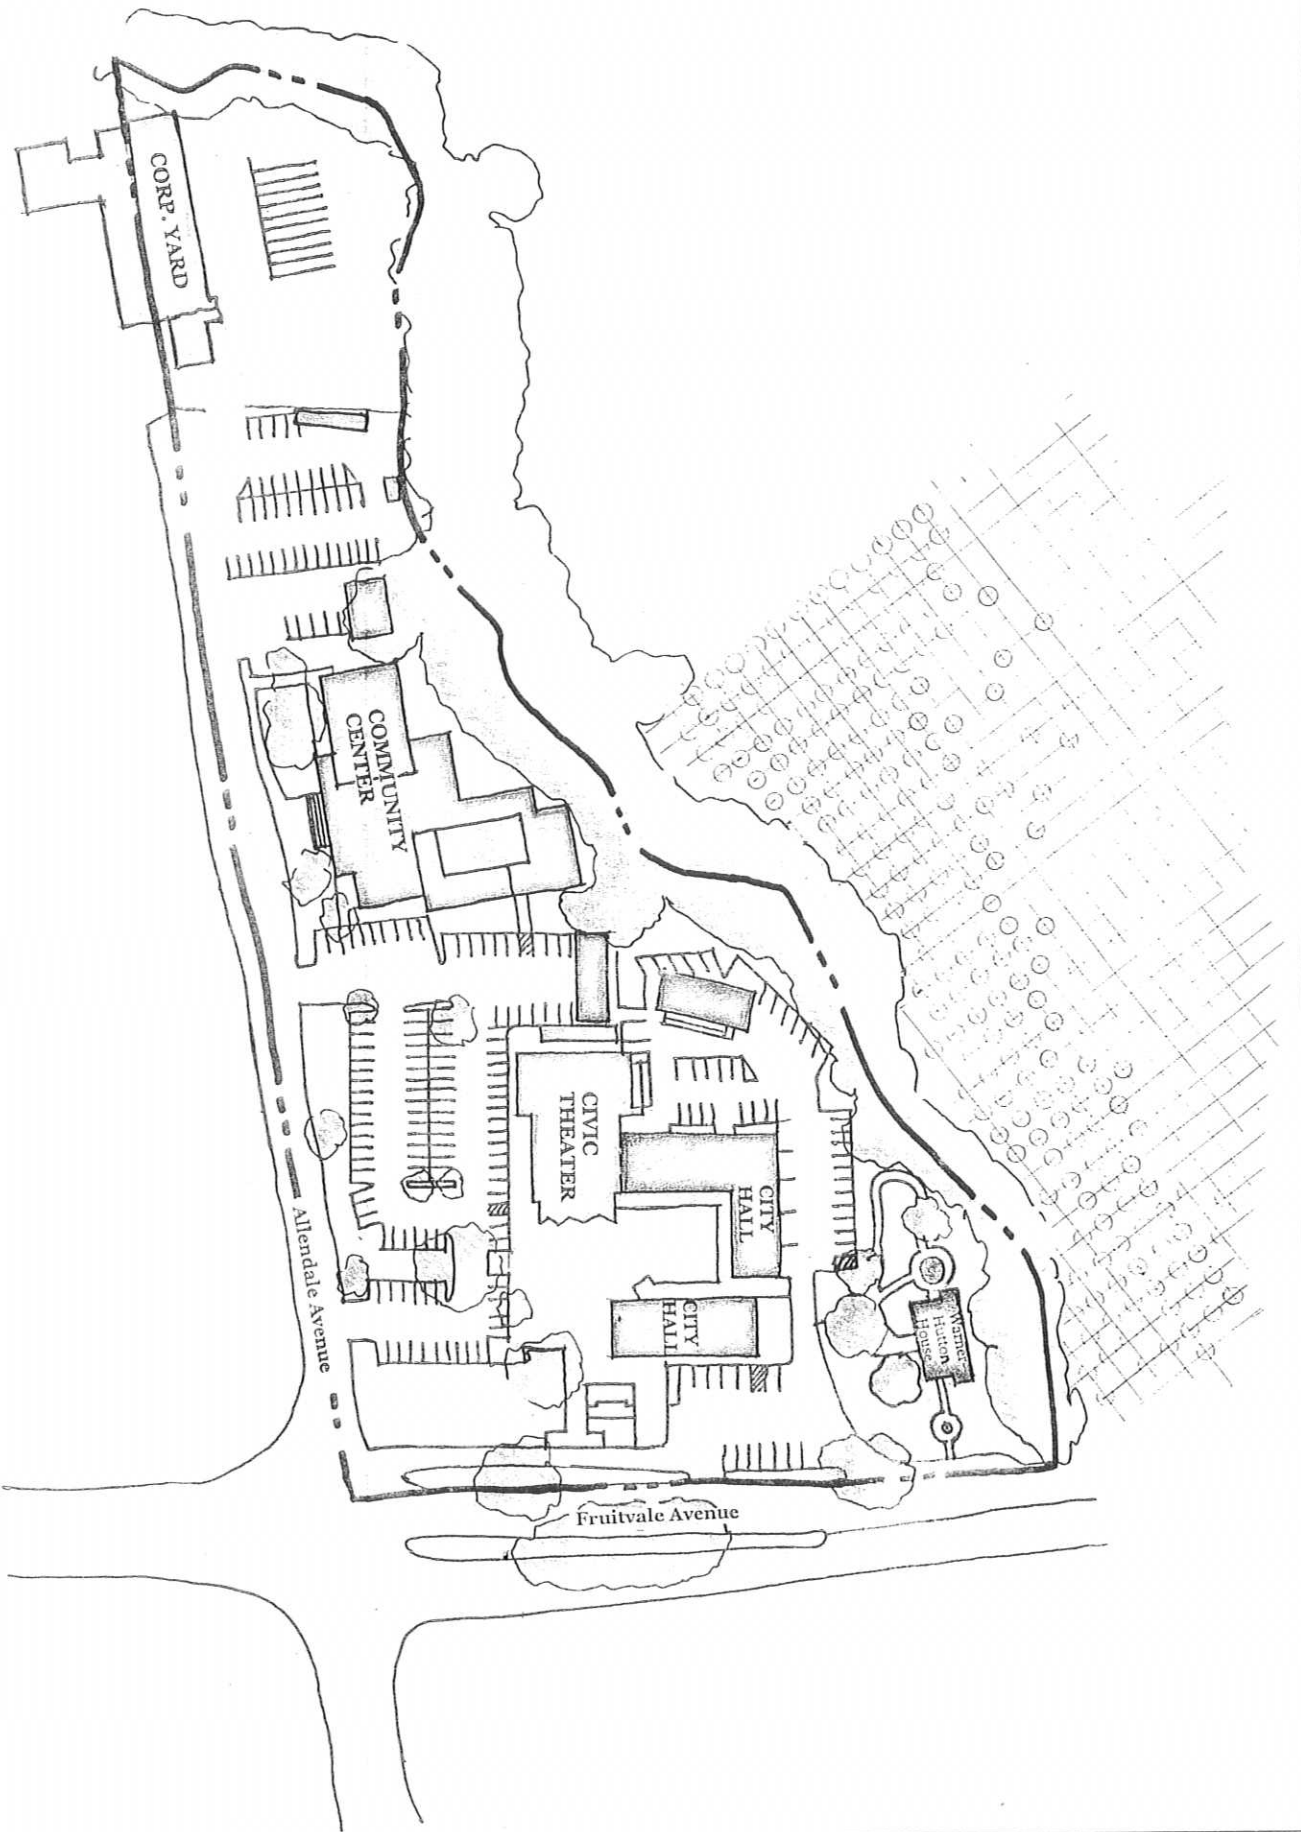 CORP. YARD
COMMUNITY
CENTER
CIVIC
THEATER
CITY
HALL
CITY
HALL
Warner
Hutton
House
Allendale Avenue
Fruitvale Avenue